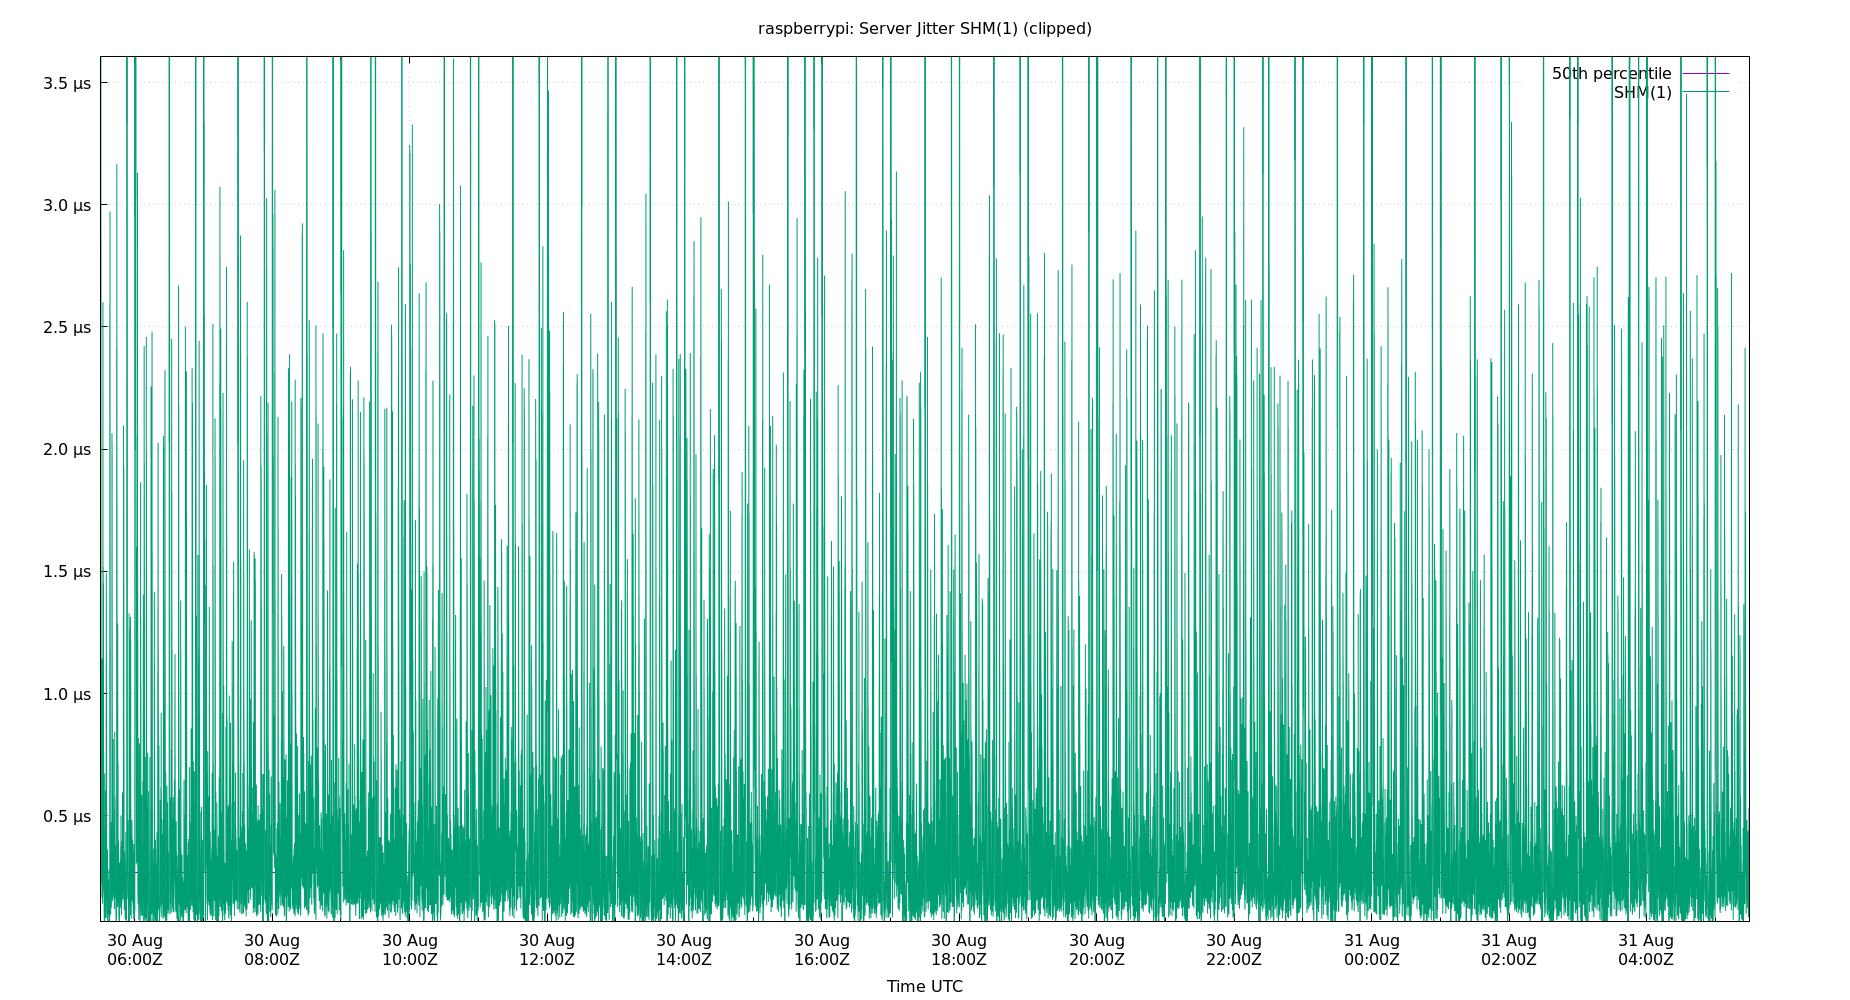 raspberrypi: Server Jitter SHM(1) (clipped)
50th percentile
SHM(1)
3.5 µs
3.0 µs
2.5 µs
2.0 µs
1.5 µs
1.0 µs
0.5 µs
30 Aug 30 Aug 30 Aug 30 Aug 30 Aug 30 Aug 30 Aug 30 Aug 30 Aug 31 Aug 31 Aug 31 Aug
06:00Z 08:00Z 10:00Z 12:00Z 14:00Z 16:00Z 18:00Z 20:00Z 22:00Z 00:00Z 02:00Z 04:00Z
Time UTC